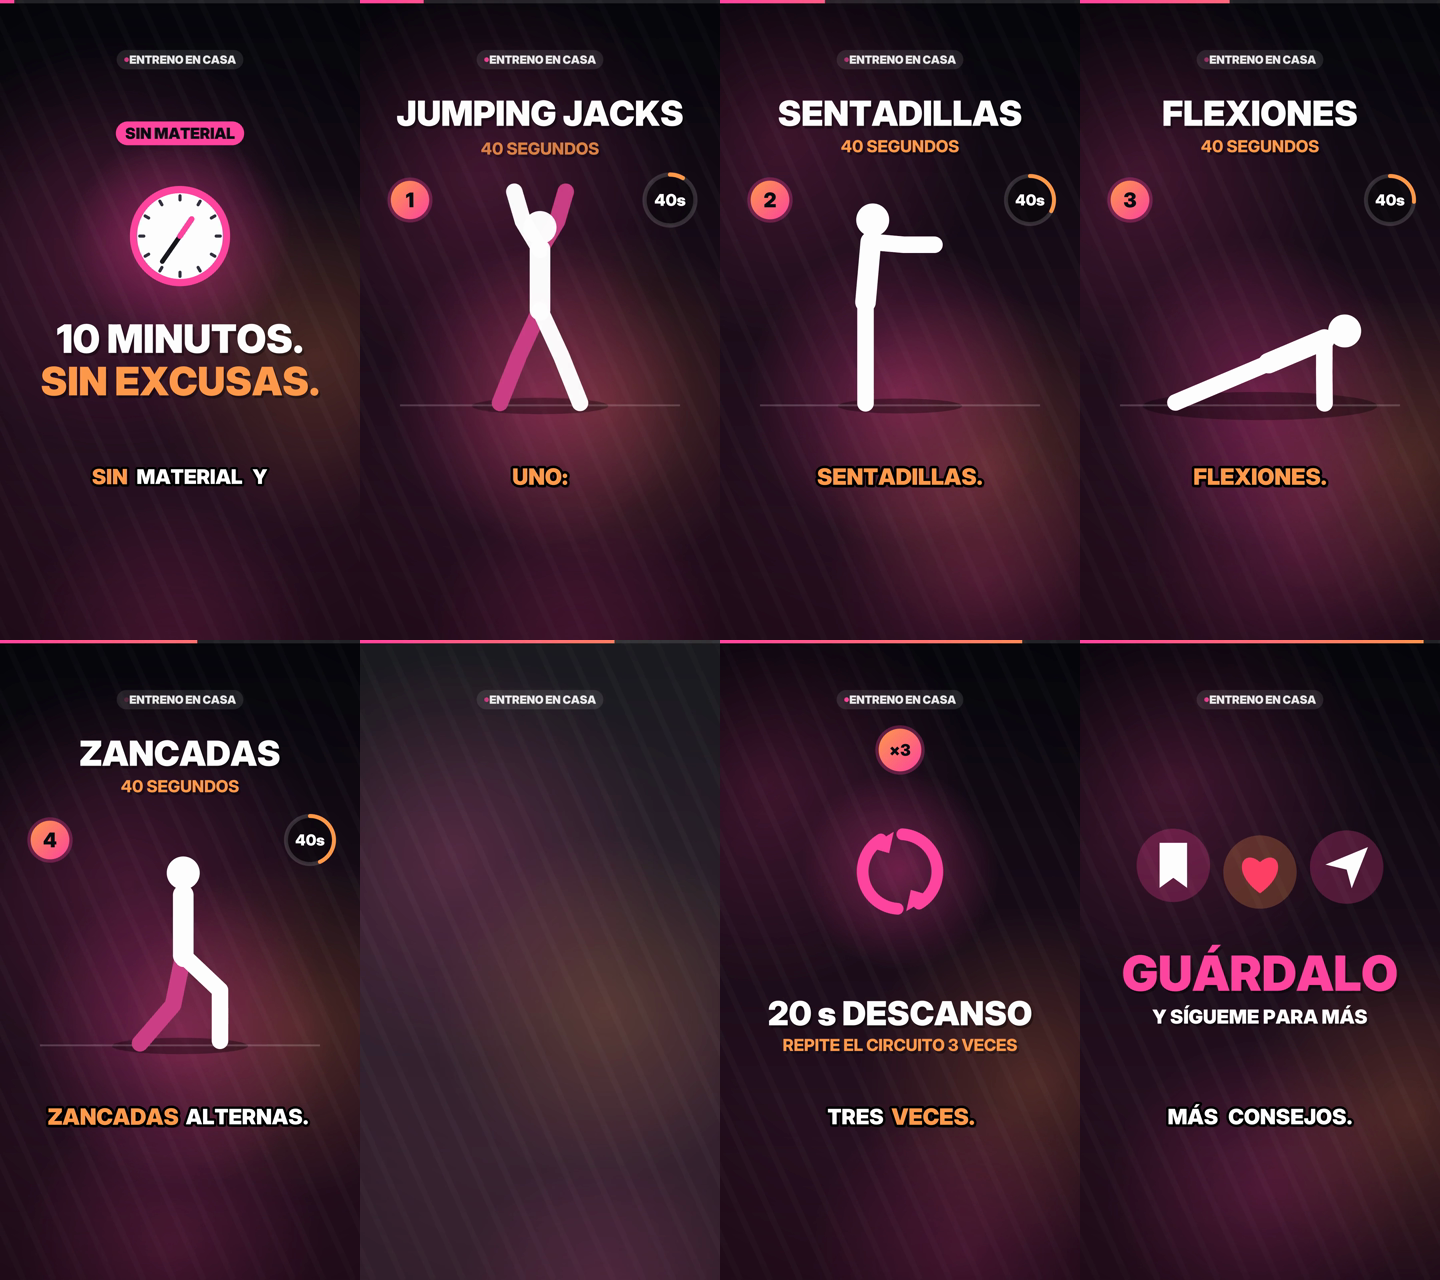 ENTRENO EN CASA
SIN MATERIAL
10 MINUTOS.
SIN EXCUSAS.
SIN MATERIAL Y
ENTRENO EN CASA
JUMPING JACKS
40 SEGUNDOS
1
40s
UNO:
ENTRENO EN CASA
SENTADILLAS
40 SEGUNDOS
2
40s
SENTADILLAS.
ENTRENO EN CASA
FLEXIONES
40 SEGUNDOS
3
40s
FLEXIONES.
ENTRENO EN CASA
ZANCADAS
40 SEGUNDOS
4
40s
ZANCADAS ALTERNAS.
ENTRENO EN CASA
ENTRENO EN CASA
×3
20 s DESCANSO
REPITE EL CIRCUITO 3 VECES
TRES VECES.
ENTRENO EN CASA
GUÁRDALO
Y SÍGUEME PARA MÁS
MÁS CONSEJOS.